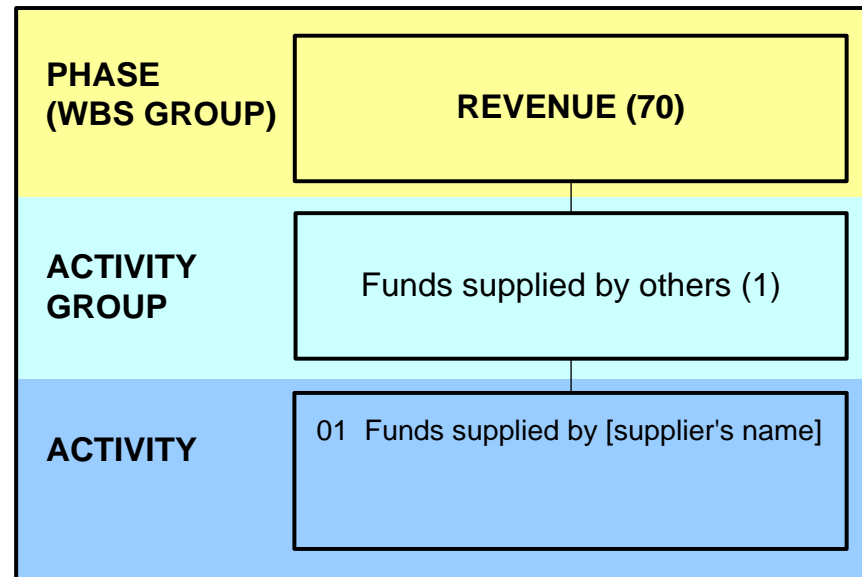 PHASE
(WBS GROUP)
REVENUE (70)
ACTIVITY
GROUP
Funds supplied by others (1)
ACTIVITY
01 Funds supplied by [supplier's name]